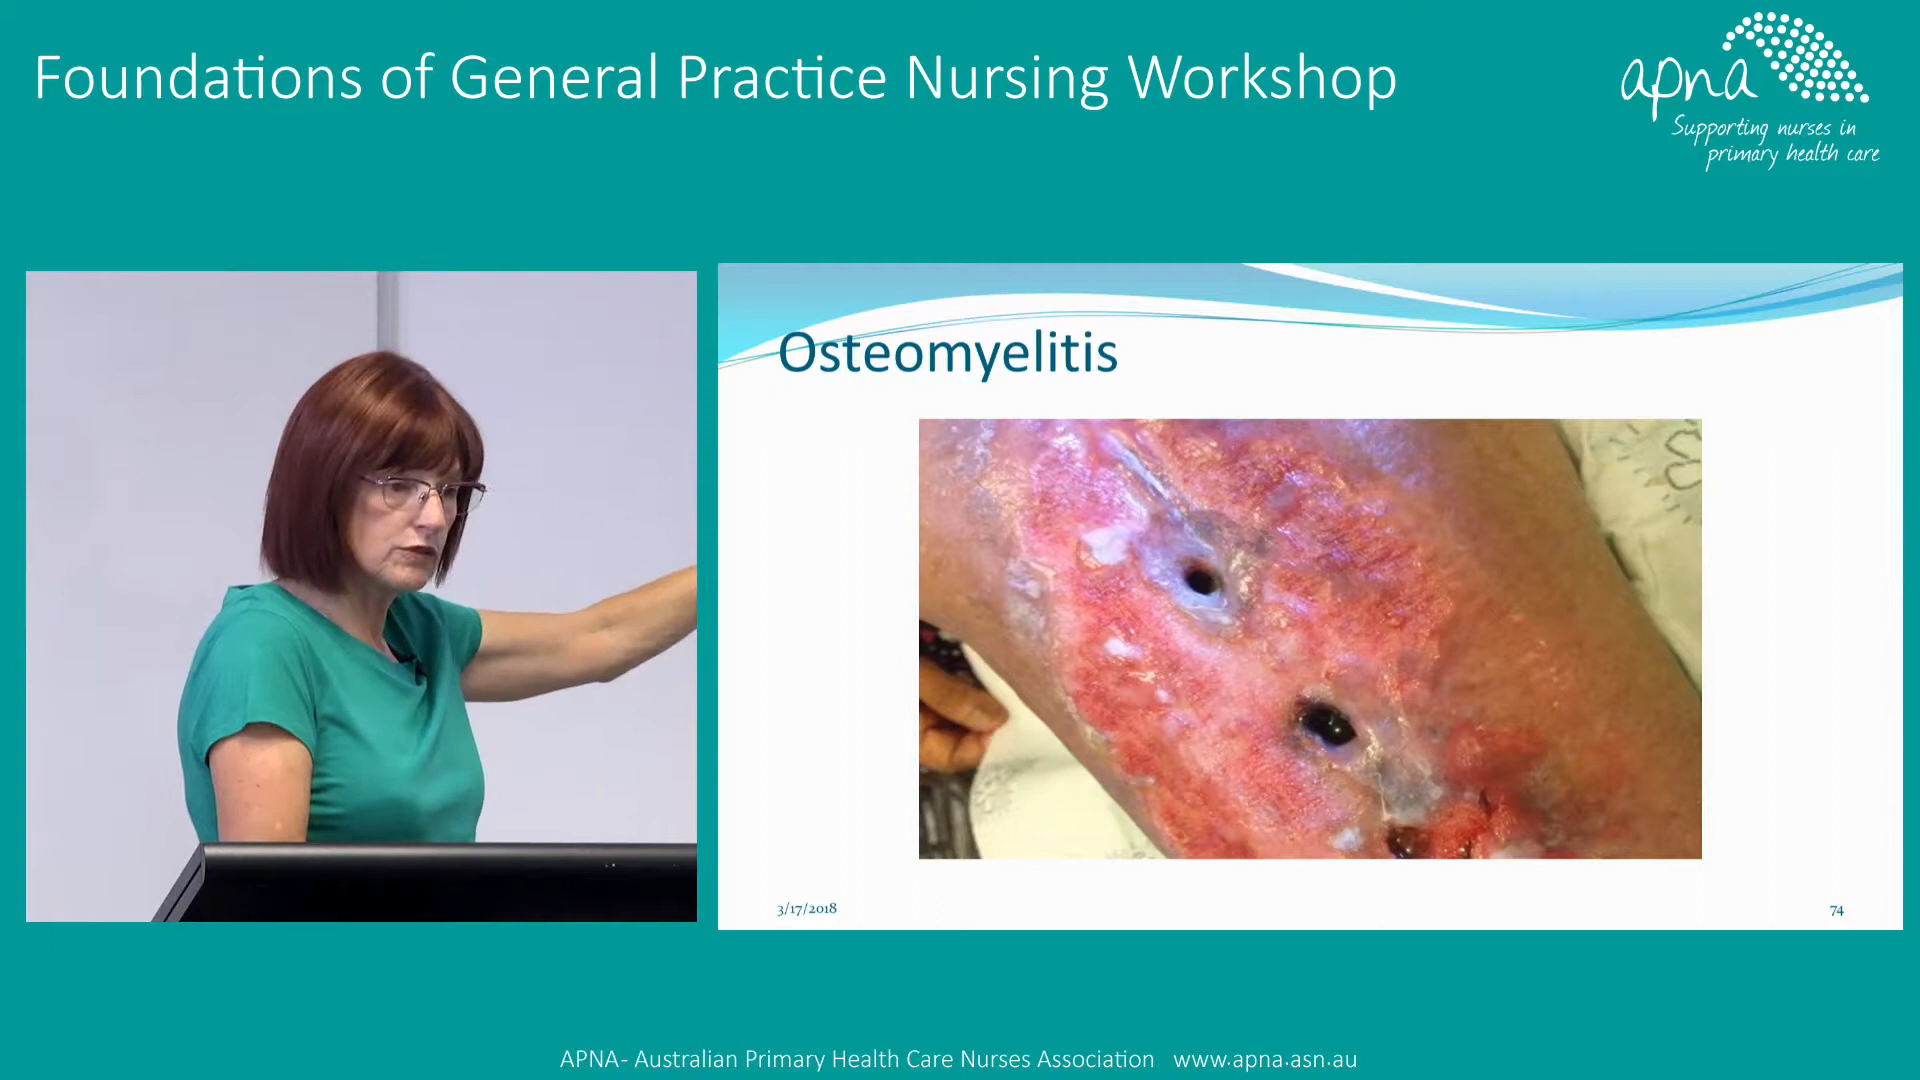 Foundations of General Practice Nursing Workshop
apna
Supporting nurses in
primary health care
Osteomyelitis
3/17/2018
74
APNA- Australian Primary Health Care Nurses Association www.apna.asn.au